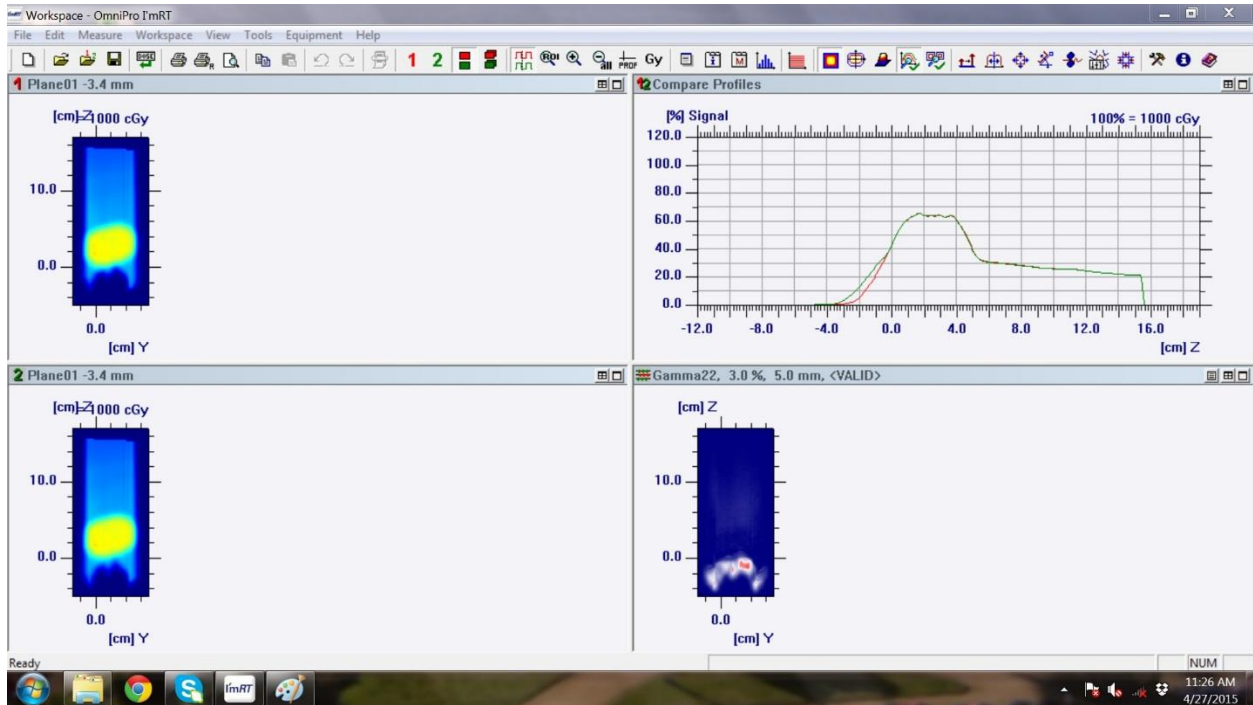 Workspace - OmniPro I'mRT
File Edit Measure Workspace View Tools Equipment Help
1 2 ROI all PROF Gy M
1 Plane01 -3.4 mm
[cm] Z
=1000 cGy
10.0
0.0
0.0
[cm] Y
12 Compare Profiles
[%] Signal
100% = 1000 cGy
120.0
100.0
80.0
60.0
40.0
20.0
0.0
-12.0 -8.0 -4.0 0.0 4.0 8.0 12.0 16.0
[cm] Z
2 Plane01 -3.4 mm
[cm] Z
=1000 cGy
10.0
0.0
0.0
[cm] Y
Gamma22, 3.0 %, 5.0 mm, <VALID>
[cm] Z
10.0
0.0
0.0
[cm] Y
Ready
NUM
I'mRT
11:26 AM
4/27/2015